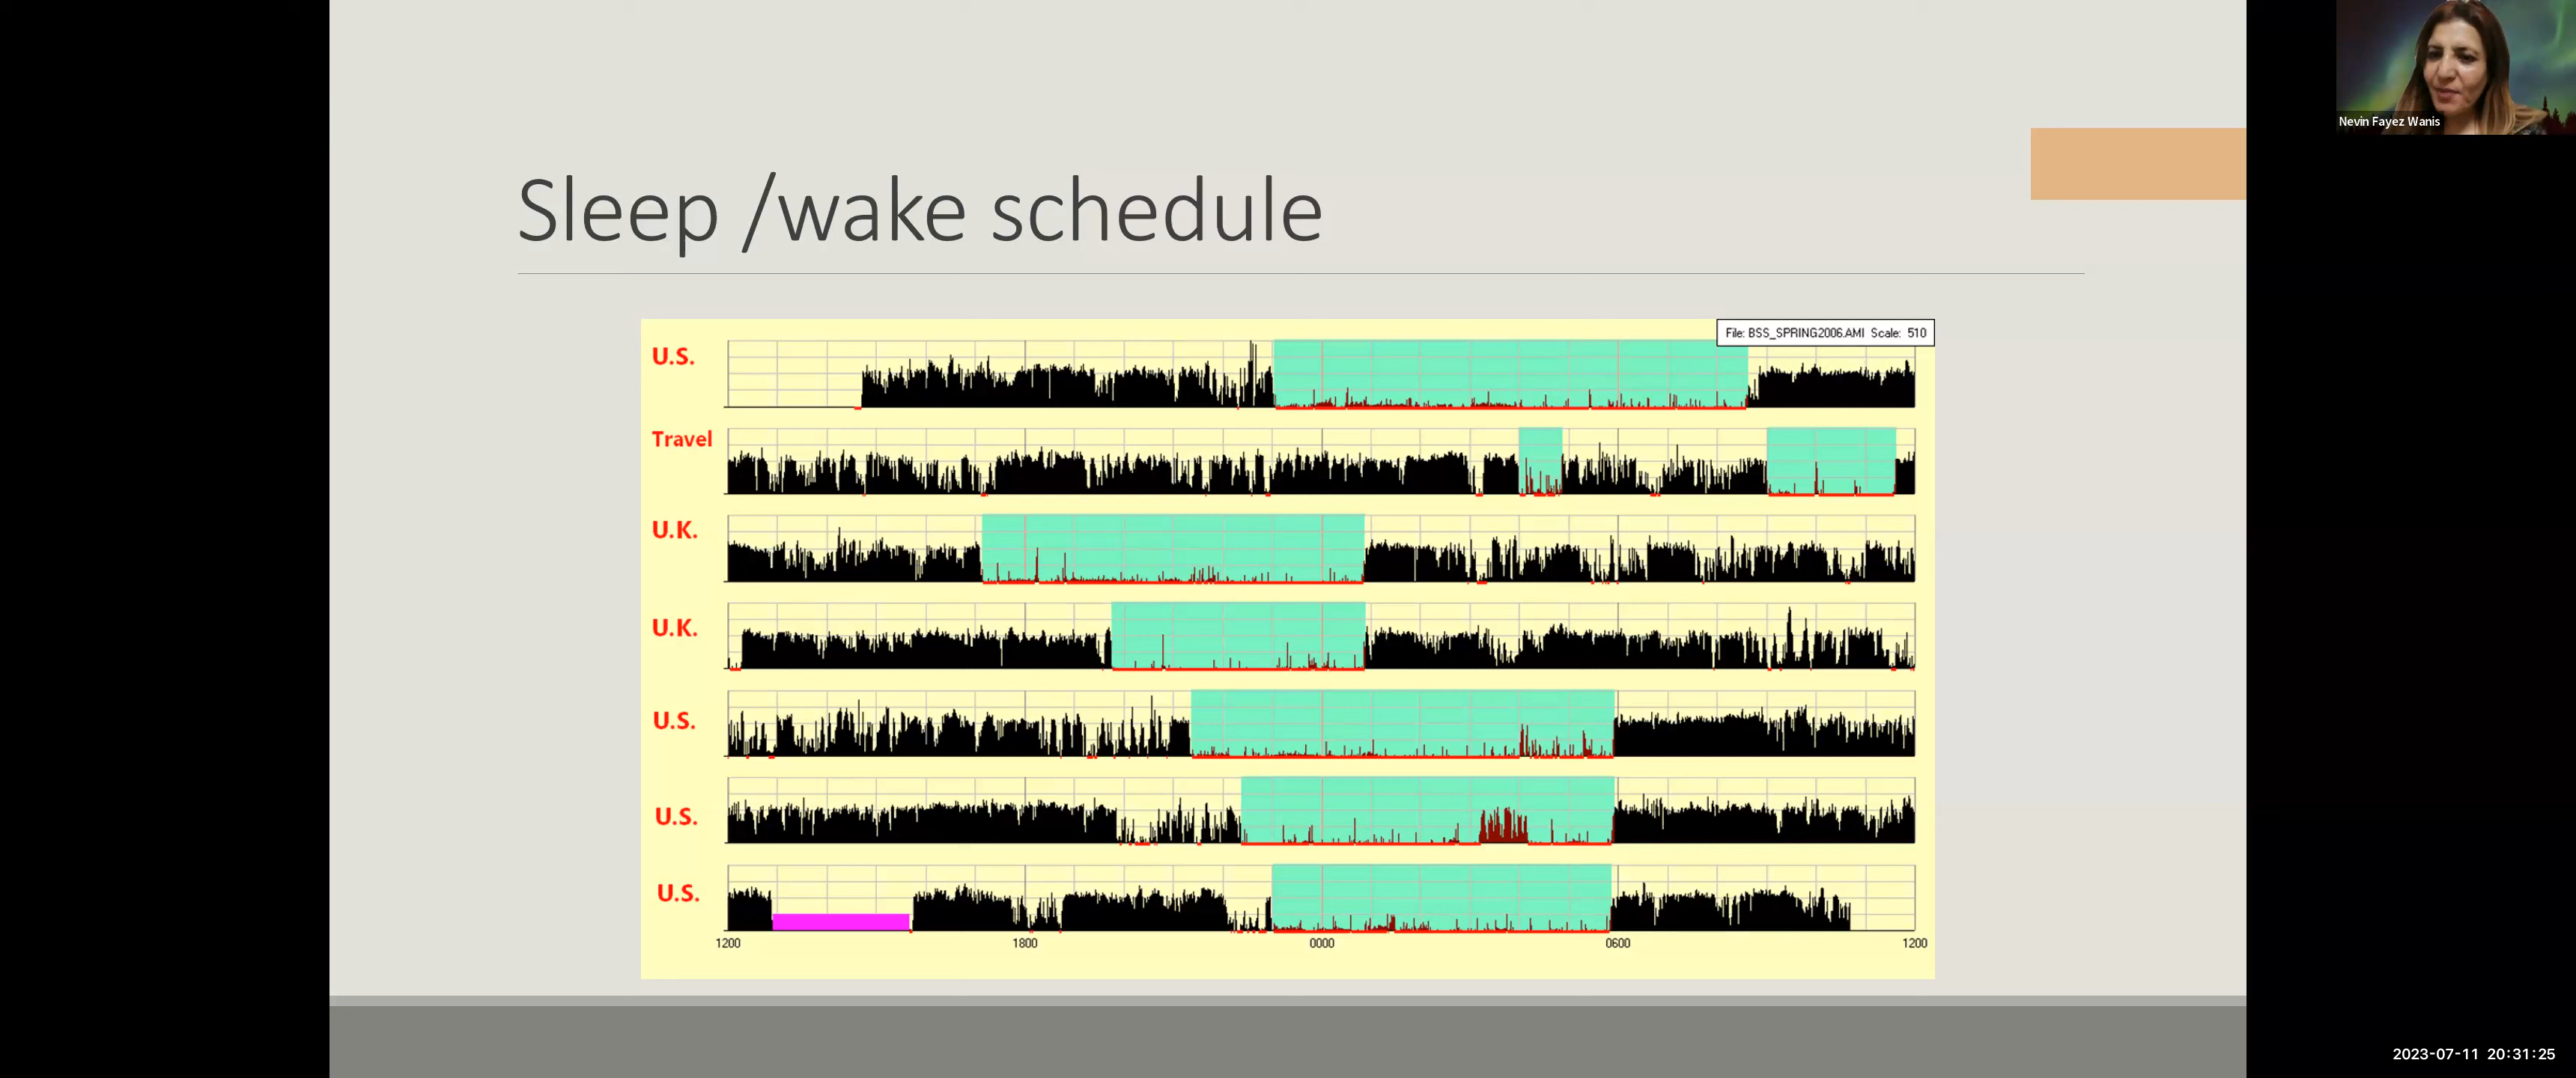 Nevin Fayez Wanis
Sleep /wake schedule
File: BSS_SPRING2006.AMI Scale: 510
U.S.
Travel
U.K.
U.K.
U.S.
U.S.
U.S.
1200 1800 0000 0600 1200
2023-07-11 20:31:25